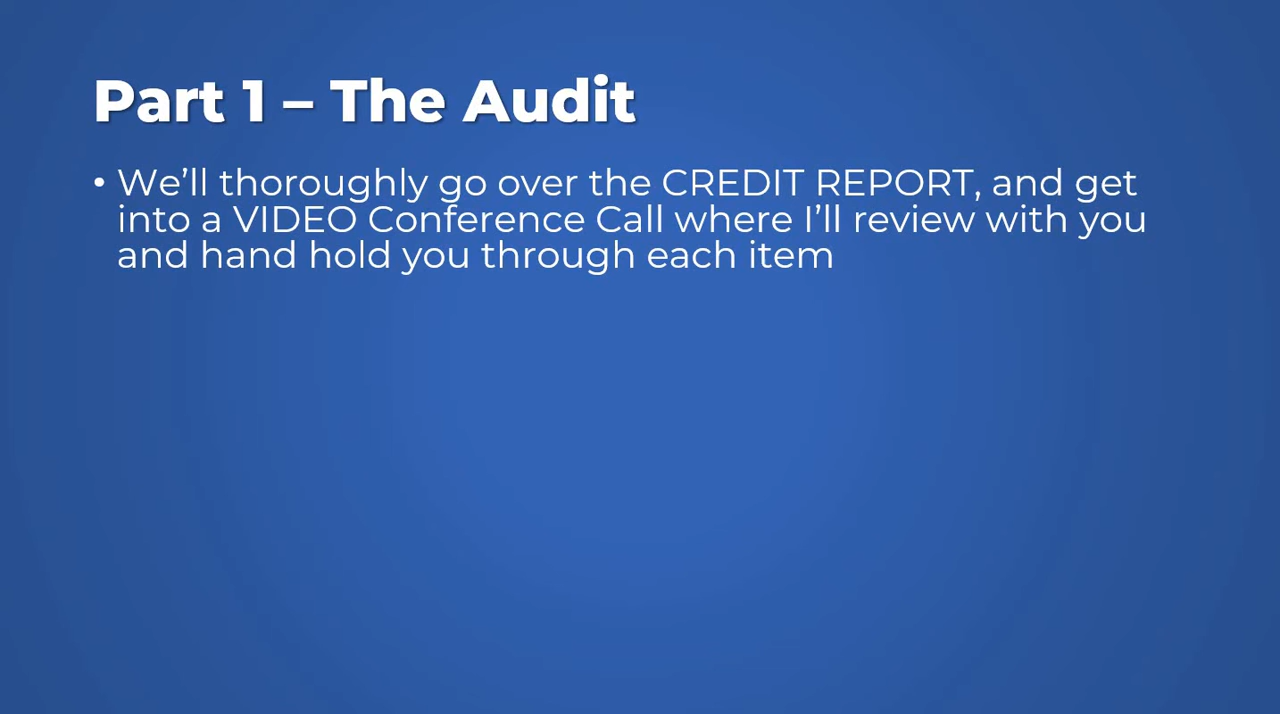 Part 1 – The Audit
• We’ll thoroughly go over the CREDIT REPORT, and get
into a VIDEO Conference Call where I’ll review with you
and hand hold you through each item